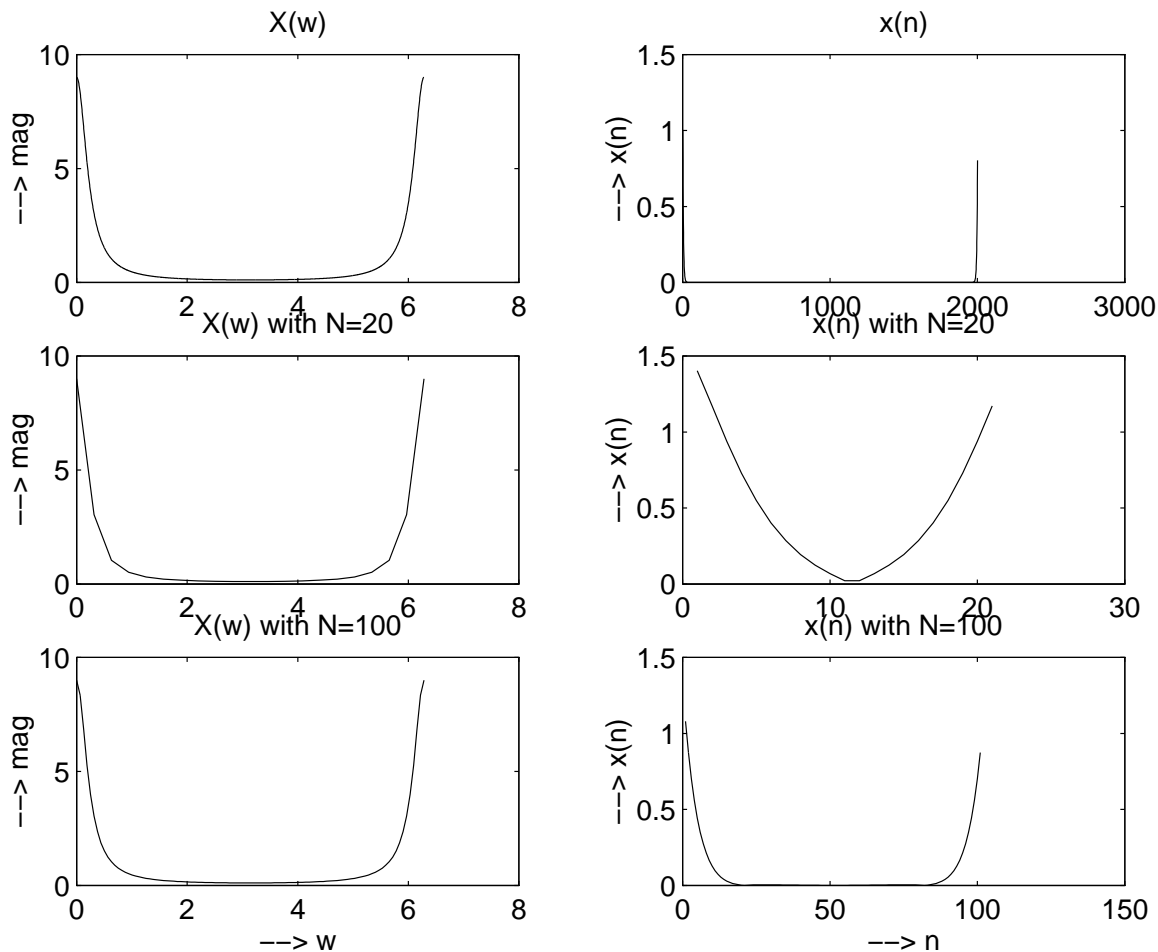 X(w)
10
5
0
--> mag
0 2 4 6 8
x(n)
1.5
1
0.5
0
--> x(n)
0 1000 2000 3000
X(w) with N=20
10
5
0
--> mag
0 2 4 6 8
x(n) with N=20
1.5
1
0.5
0
--> x(n)
0 10 20 30
X(w) with N=100
10
5
0
--> mag
0 2 4 6 8
--> w
x(n) with N=100
1.5
1
0.5
0
--> x(n)
0 50 100 150
--> n